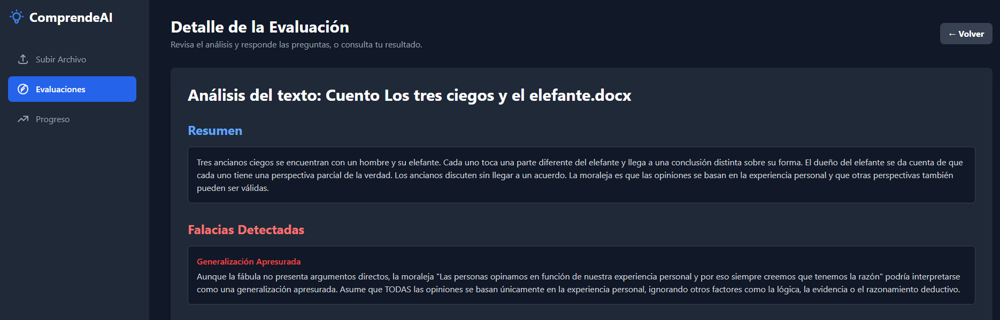 ComprendeAI
Subir Archivo
Evaluaciones
Progreso
Detalle de la Evaluación
Revisa el análisis y responde las preguntas, o consulta tu resultado.
← Volver
Análisis del texto: Cuento Los tres ciegos y el elefante.docx
Resumen
Tres ancianos ciegos se encuentran con un hombre y su elefante. Cada uno toca una parte diferente del elefante y llega a una conclusión distinta sobre su forma. El dueño del elefante se da cuenta de que
cada uno tiene una perspectiva parcial de la verdad. Los ancianos discuten sin llegar a un acuerdo. La moraleja es que las opiniones se basan en la experiencia personal y que otras perspectivas también
pueden ser válidas.
Falacias Detectadas
Generalización Apresurada
Aunque la fábula no presenta argumentos directos, la moraleja "Las personas opinamos en función de nuestra experiencia personal y por eso siempre creemos que tenemos la razón" podría interpretarse
como una generalización apresurada. Asume que TODAS las opiniones se basan únicamente en la experiencia personal, ignorando otros factores como la lógica, la evidencia o el razonamiento deductivo.